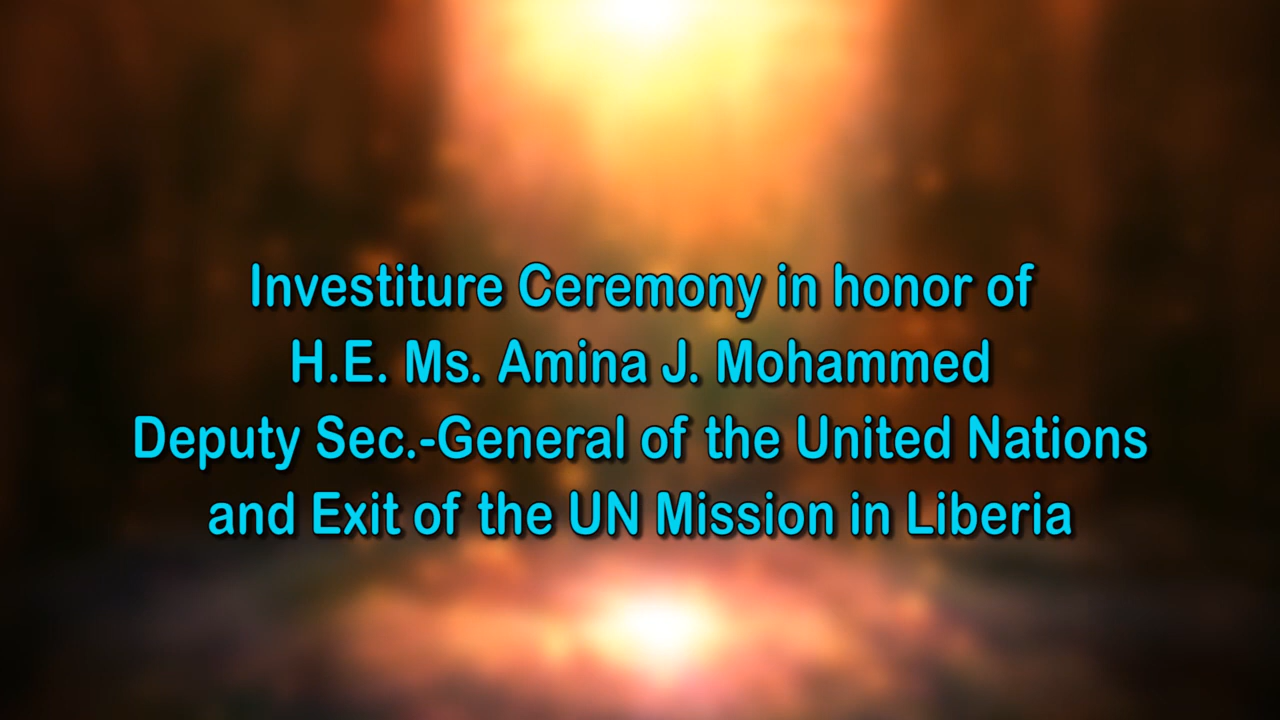 Investiture Ceremony in honor of
H.E. Ms. Amina J. Mohammed
Deputy Sec.-General of the United Nations
and Exit of the UN Mission in Liberia